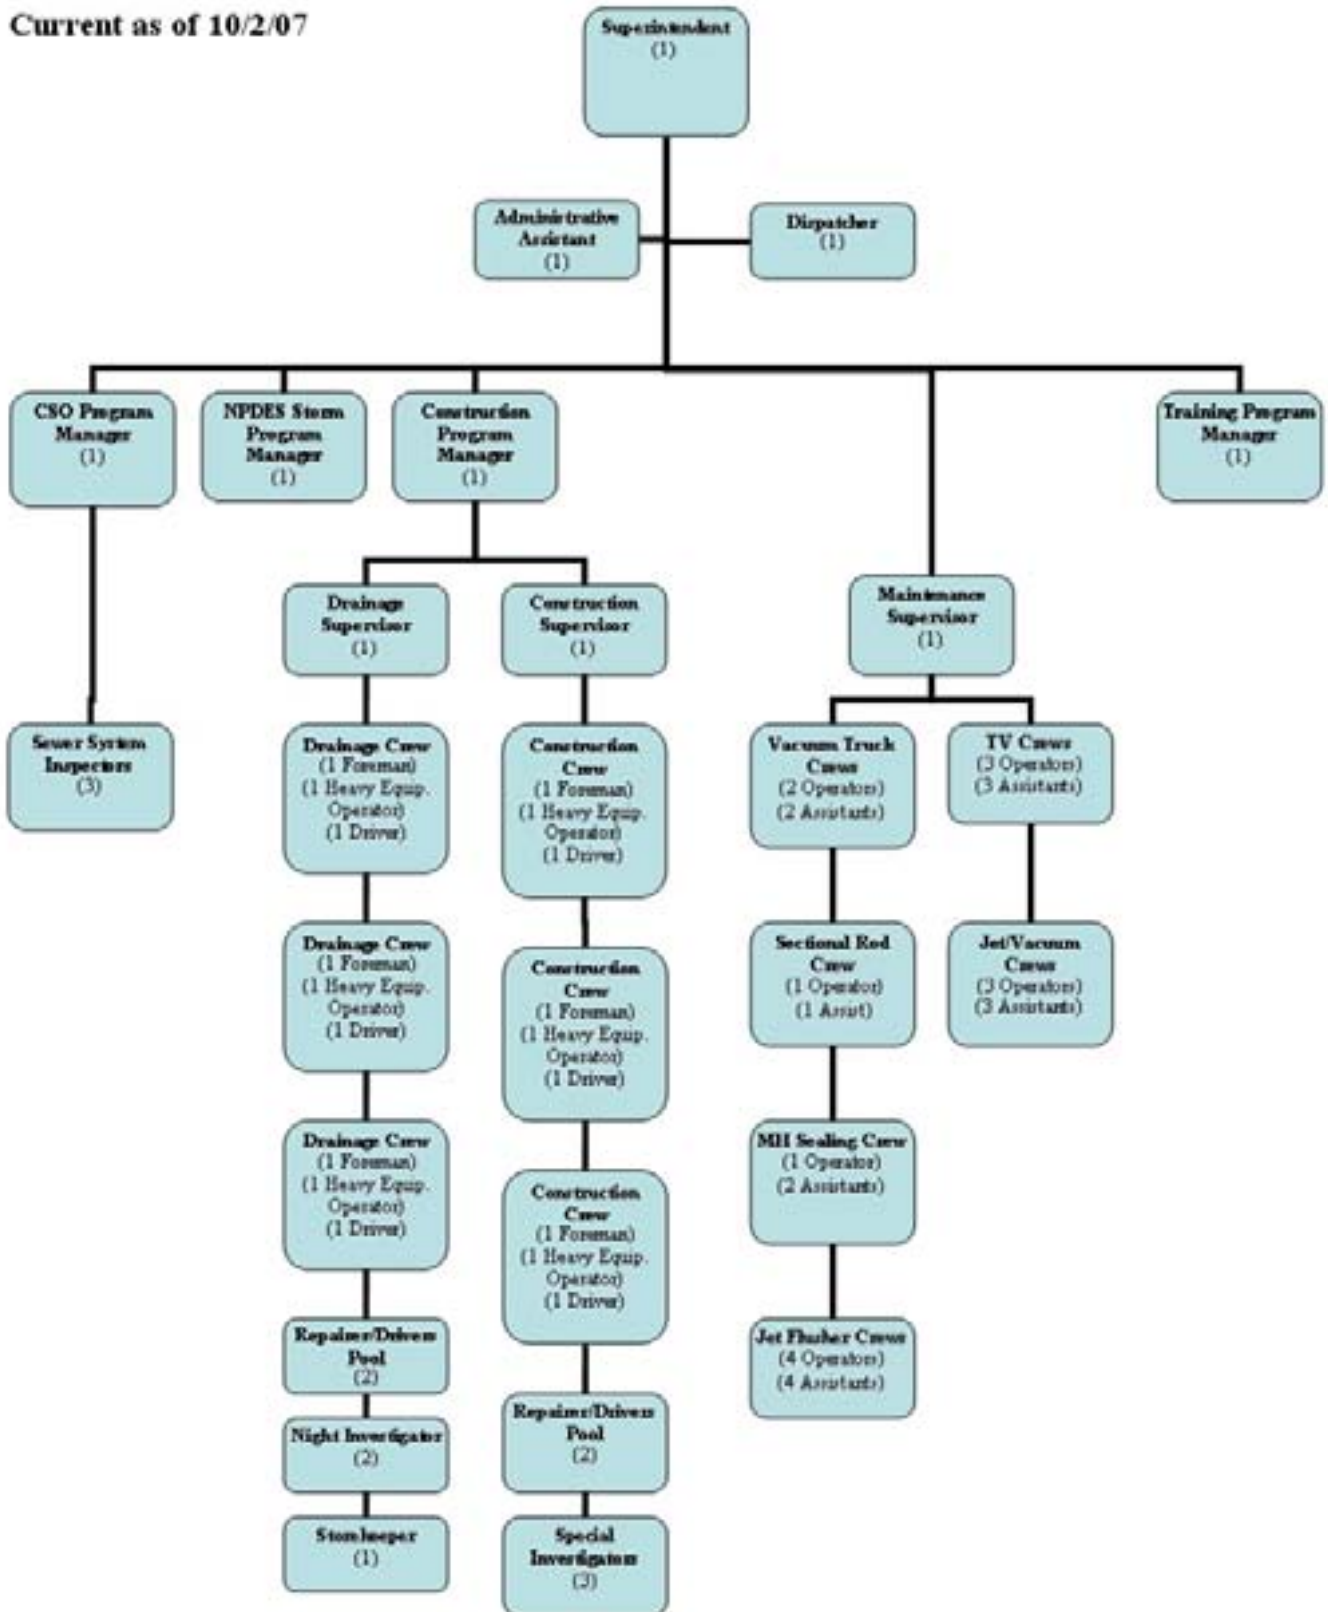 Current as of 10/2/07
Superintendent
(1)
Administrative
Assistant
(1)
Dispatcher
(1)
CSO Program
Manager
(1)
NPDES Storm
Program
Manager
(1)
Construction
Program
Manager
(1)
Training Program
Manager
(1)
Drainage
Supervisor
(1)
Construction
Supervisor
(1)
Maintenance
Supervisor
(1)
Sewer System
Inspectors
(3)
Drainage Crew
(1 Foreman)
(1 Heavy Equip.
Operator)
(1 Driver)
Drainage Crew
(1 Foreman)
(1 Heavy Equip.
Operator)
(1 Driver)
Drainage Crew
(1 Foreman)
(1 Heavy Equip.
Operator)
(1 Driver)
Repairer/Drivers
Pool
(2)
Night Investigator
(2)
Storekeeper
(1)
Construction
Crew
(1 Foreman)
(1 Heavy Equip.
Operator)
(1 Driver)
Construction
Crew
(1 Foreman)
(1 Heavy Equip.
Operator)
(1 Driver)
Construction
Crew
(1 Foreman)
(1 Heavy Equip.
Operator)
(1 Driver)
Repairer/Drivers
Pool
(2)
Special
Investigators
(3)
Vacuum Truck
Crews
(2 Operators)
(2 Assistants)
Sectional Rod
Crew
(1 Operator)
(1 Assist)
MH Sealing Crew
(1 Operator)
(2 Assistants)
Jet Flusher Crews
(4 Operators)
(4 Assistants)
TV Crews
(3 Operators)
(3 Assistants)
Jet/Vacuum
Crews
(3 Operators)
(3 Assistants)